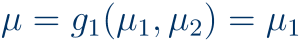 μ = g₁(μ₁, μ₂) = μ₁